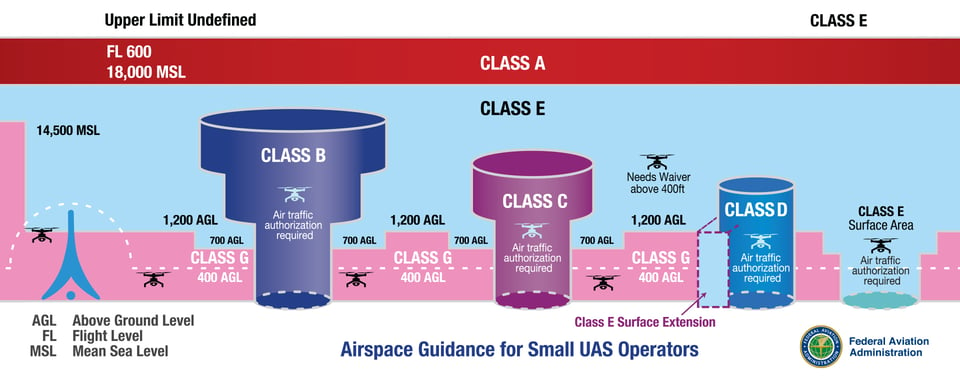 Upper Limit Undefined
CLASS E
FL 600
18,000 MSL
CLASS A
CLASS E
14,500 MSL
CLASS B
Air traffic
authorization
required
CLASS C
Air traffic
authorization
required
Needs Waiver
above 400ft
CLASS D
Air traffic
authorization
required
CLASS E
Surface Area
Air traffic
authorization
required
1,200 AGL
1,200 AGL
1,200 AGL
700 AGL
700 AGL
700 AGL
700 AGL
CLASS G
400 AGL
CLASS G
400 AGL
CLASS G
400 AGL
Class E Surface Extension
AGL Above Ground Level
FL Flight Level
MSL Mean Sea Level
Airspace Guidance for Small UAS Operators
Federal Aviation
Administration